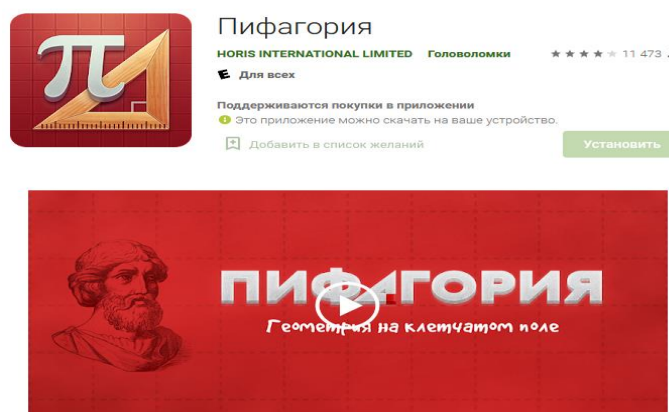 Пифагория
HORIS INTERNATIONAL LIMITED Головоломки 11 473
E Для всех
Поддерживаются покупки в приложении
Это приложение можно скачать на ваше устройство.
Добавить в список желаний Установить
ПИФАГОРИЯ
Геометрия на клетчатом поле